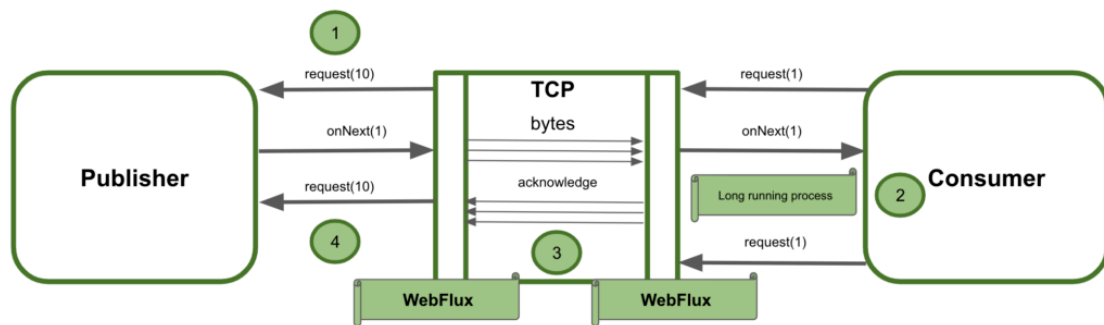 1
request(10)
request(1)
TCP
bytes
onNext(1)
onNext(1)
Publisher
Consumer
request(10)
acknowledge
Long running process
2
4
3
request(1)
WebFlux
WebFlux